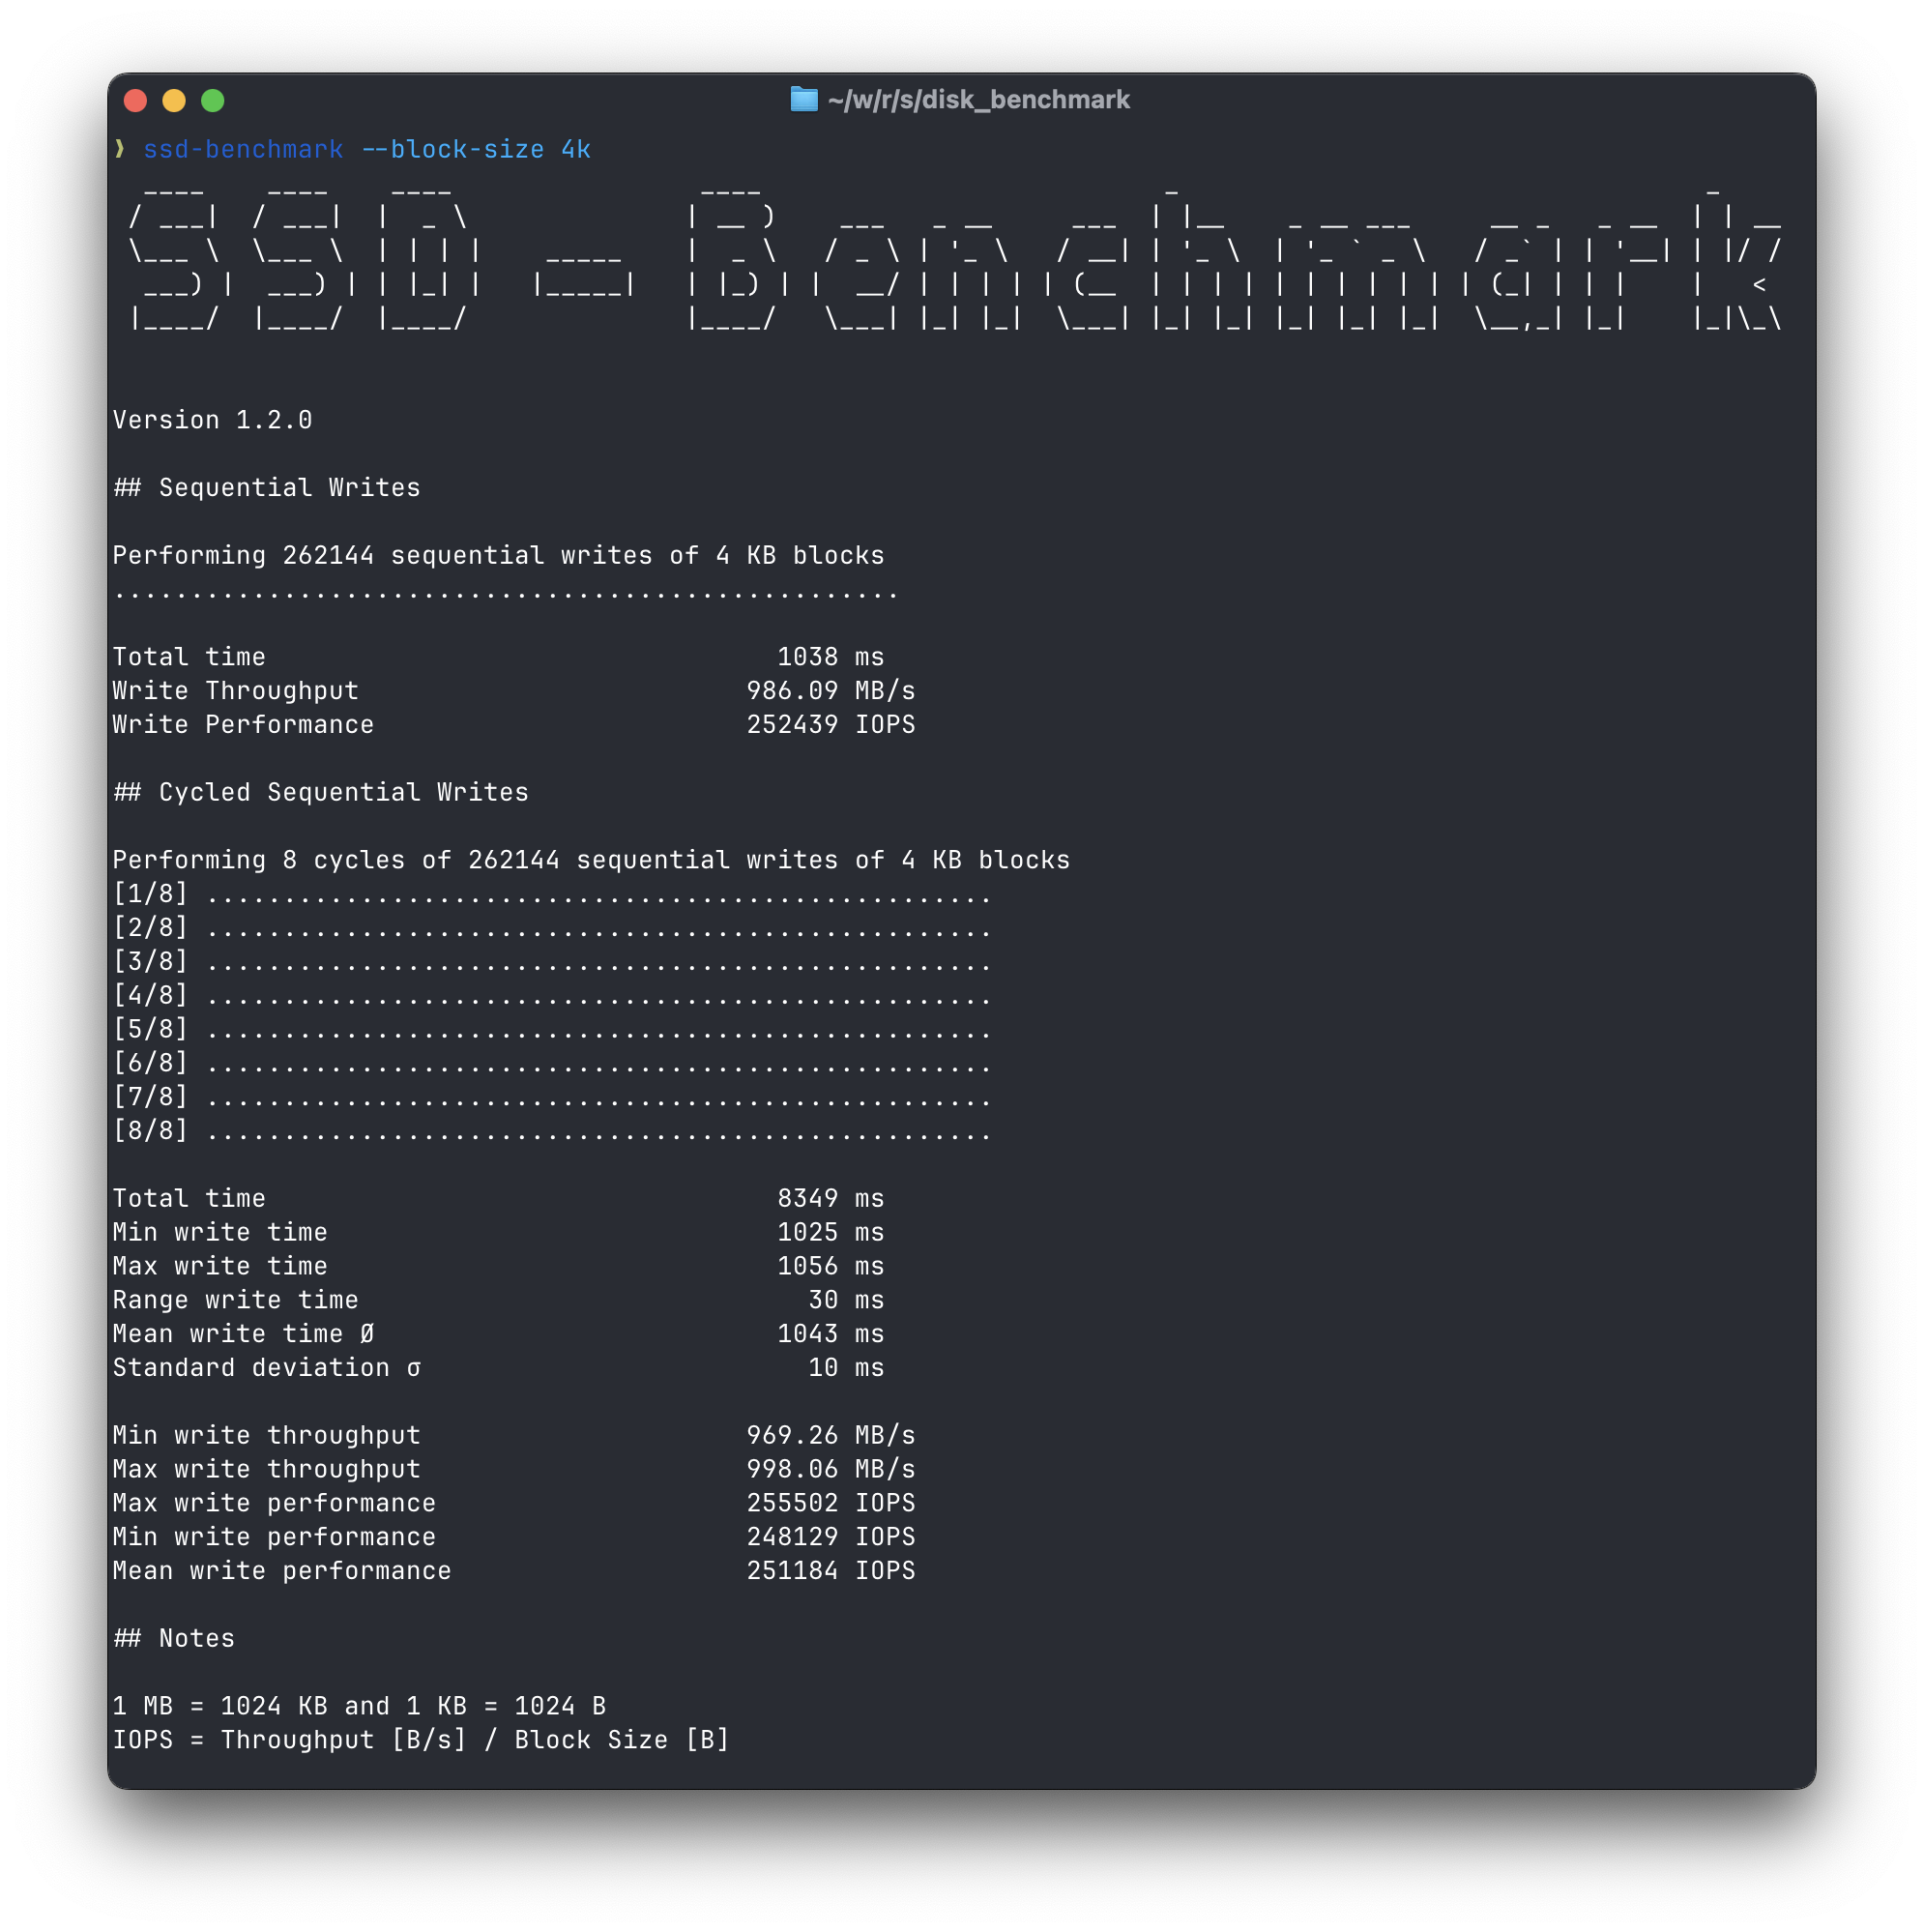 ~/w/r/s/disk_benchmark
❯ ssd-benchmark --block-size 4k
SSD - Benchmark
Version 1.2.0
## Sequential Writes
Performing 262144 sequential writes of 4 KB blocks
...................................................
Total time 1038 ms
Write Throughput 986.09 MB/s
Write Performance 252439 IOPS
## Cycled Sequential Writes
Performing 8 cycles of 262144 sequential writes of 4 KB blocks
[1/8] ...................................................
[2/8] ...................................................
[3/8] ...................................................
[4/8] ...................................................
[5/8] ...................................................
[6/8] ...................................................
[7/8] ...................................................
[8/8] ...................................................
Total time 8349 ms
Min write time 1025 ms
Max write time 1056 ms
Range write time 30 ms
Mean write time Ø 1043 ms
Standard deviation σ 10 ms
Min write throughput 969.26 MB/s
Max write throughput 998.06 MB/s
Max write performance 255502 IOPS
Min write performance 248129 IOPS
Mean write performance 251184 IOPS
## Notes
1 MB = 1024 KB and 1 KB = 1024 B
IOPS = Throughput [B/s] / Block Size [B]